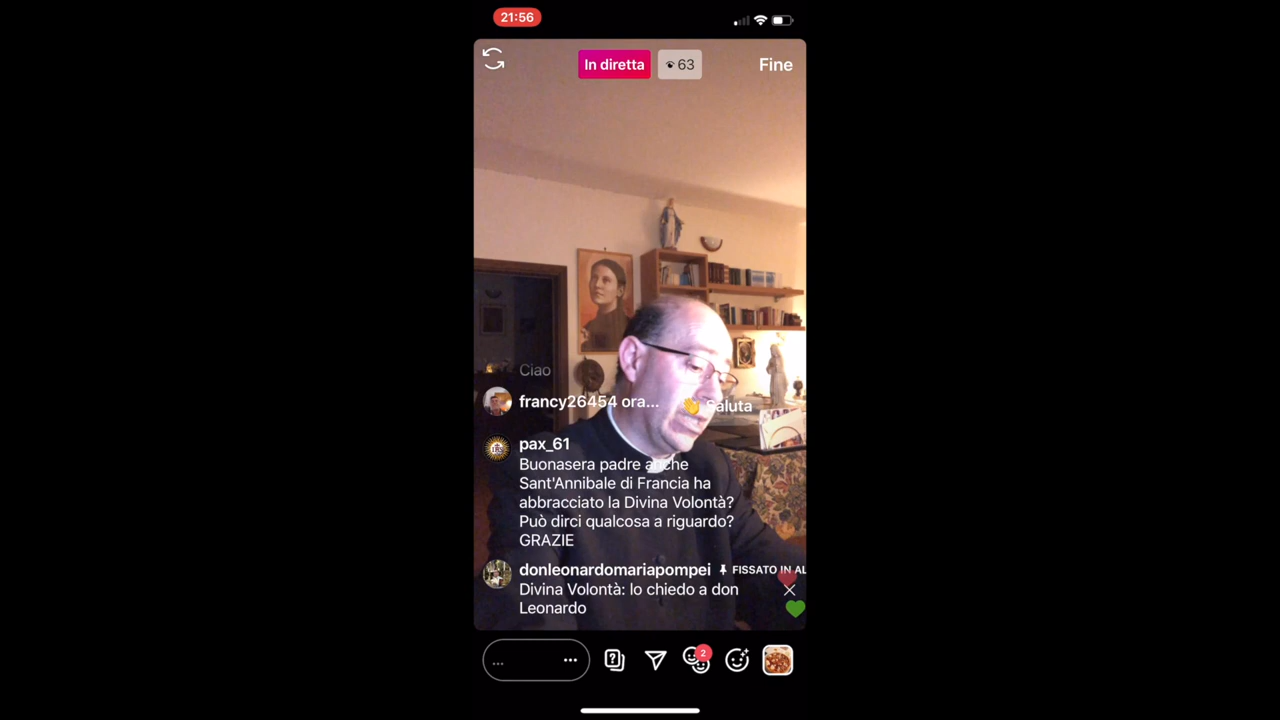 21:56
In diretta
63
Fine
Ciao
francy26454 ora...
Saluta
pax_61
Buonasera padre anche
Sant'Annibale di Francia ha
abbracciato la Divina Volontà?
Può dirci qualcosa a riguardo?
GRAZIE
donleonardomariapompei FISSATO IN AL
Divina Volontà: lo chiedo a don
Leonardo
...
2